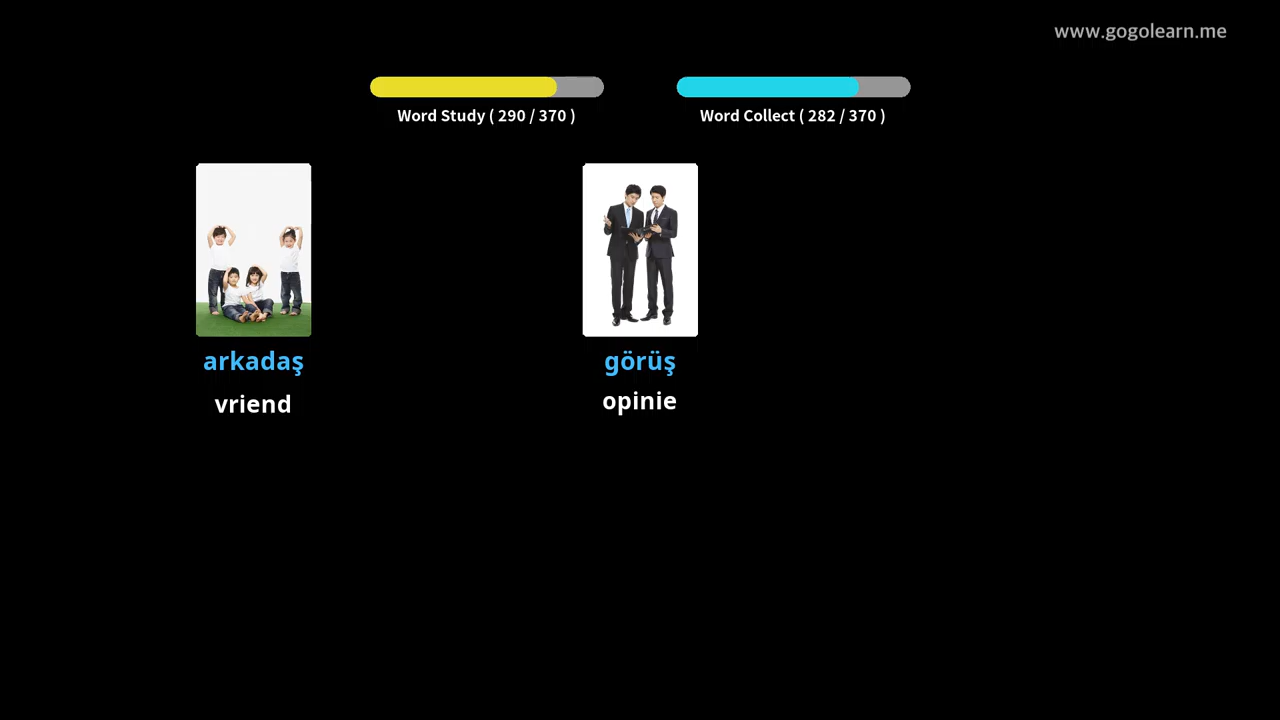 www.gogolearn.me
Word Study ( 290 / 370 )
Word Collect ( 282 / 370 )
arkadaş
vriend
görüş
opinie